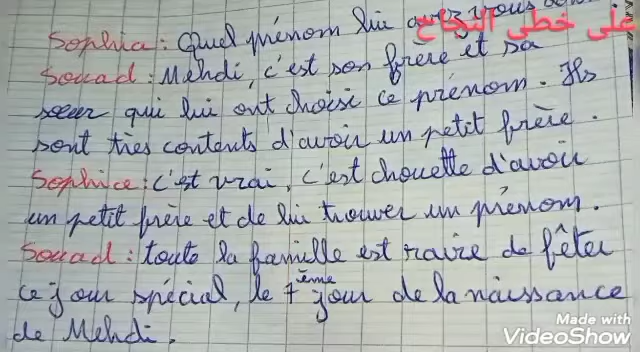 Sophia : Quel prénom lui avez vous
على خطى النجاح
Souad : Mehdi, c'est son frère et sa
sœur qui lui ont choisi ce prénom. Ils
sont très contents d'avoir un petit frère.
Sophie : c'est vrai, c'est chouette d'avoir
un petit frère et de lui trouver un prénom.
Souad : toute la famille est ravie de fêter
ce jour spécial, le 7ème jour de la naissance
de Mehdi.
Made with
VideoShow